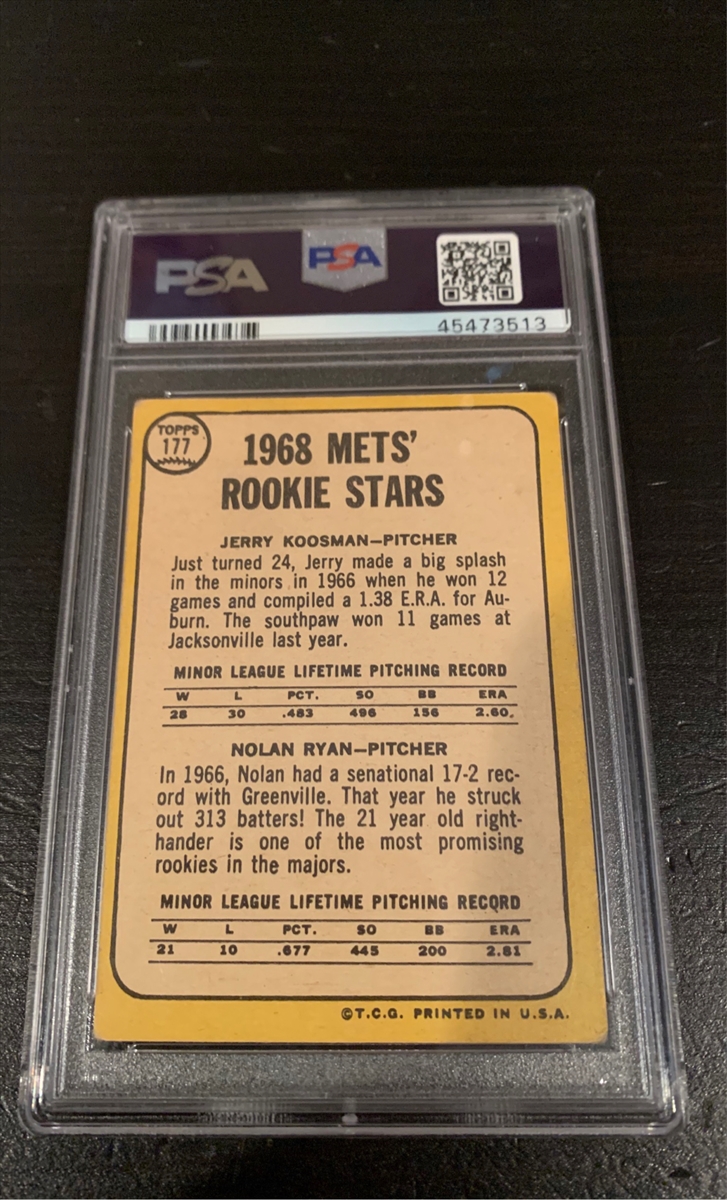 PSA PSA
45473513
TOPPS
177
1968 METS'
ROOKIE STARS
JERRY KOOSMAN–PITCHER
Just turned 24, Jerry made a big splash
in the minors in 1966 when he won 12
games and compiled a 1.38 E.R.A. for Au-
burn. The southpaw won 11 games at
Jacksonville last year.
MINOR LEAGUE LIFETIME PITCHING RECORD
W L PCT. SO BB ERA
28 30 .483 496 156 2.60
NOLAN RYAN–PITCHER
In 1966, Nolan had a senational 17-2 rec-
ord with Greenville. That year he struck
out 313 batters! The 21 year old right-
hander is one of the most promising
rookies in the majors.
MINOR LEAGUE LIFETIME PITCHING RECORD
W L PCT. SO BB ERA
21 10 .677 445 200 2.81
©T.C.G. PRINTED IN U.S.A.